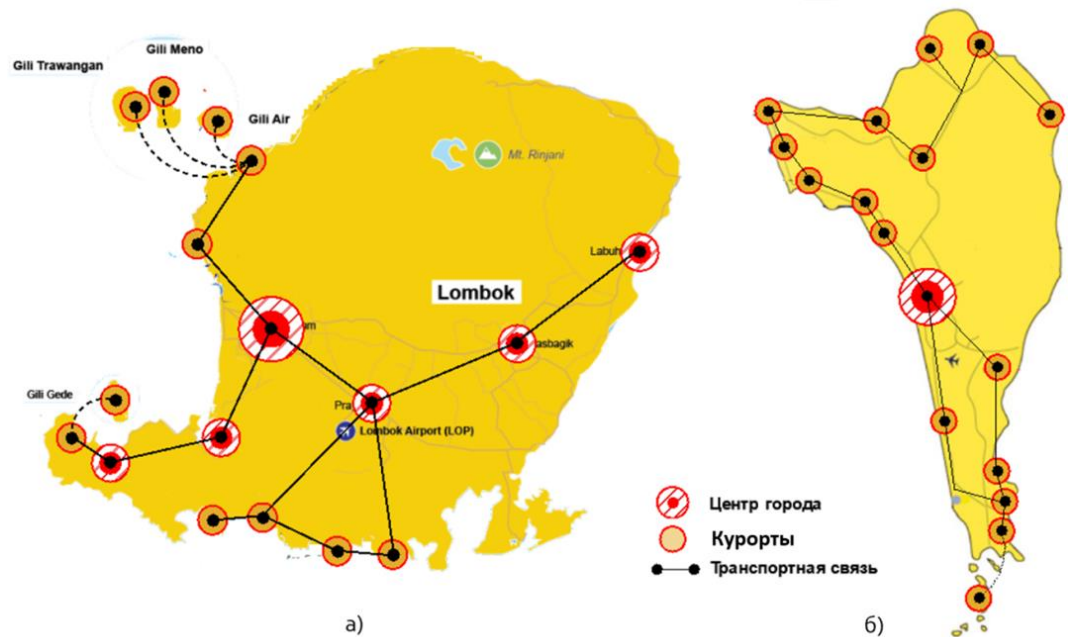 Gili Meno
Gili Trawangan
Gili Air
Mt. Rinjani
Labuh
Lombok
asbagik
Gili Gede
Pra
Lombok Airport (LOP)
Центр города
Курорты
Транспортная связь
а)
б)